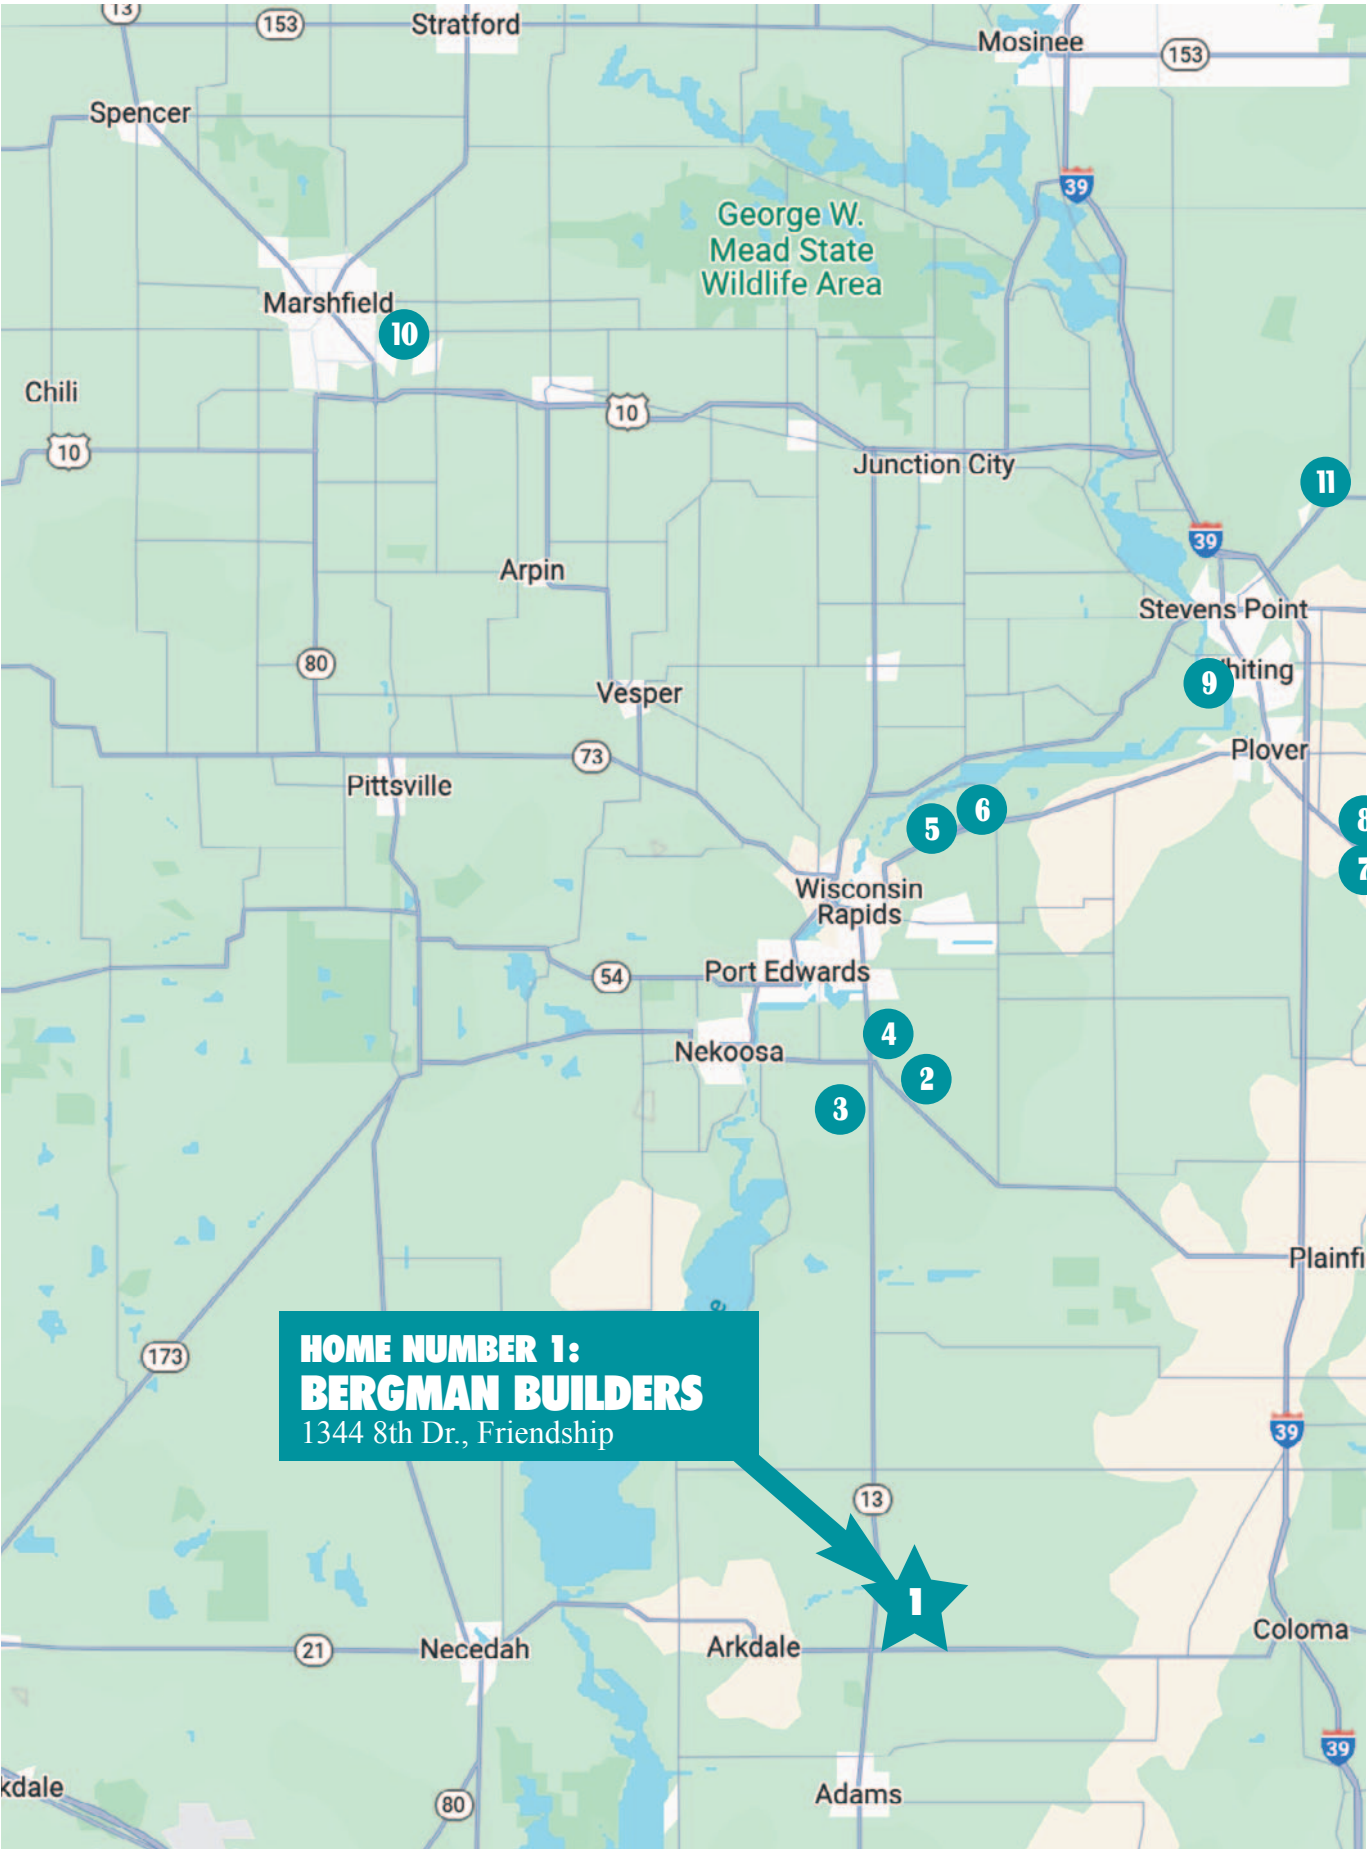 13
153
Stratford
Mosinee
153
Spencer
39
George W.
Mead State
Wildlife Area
Marshfield
10
Chili
10
10
Junction City
11
39
Arpin
Stevens Point
80
hiting
9
Vesper
73
Plover
Pittsville
6
5
8
7
Wisconsin
Rapids
54
Port Edwards
4
Nekoosa
2
3
Plainfi
e
HOME NUMBER 1:
BERGMAN BUILDERS
1344 8th Dr., Friendship
173
39
13
1
Coloma
21
Necedah
Arkdale
39
kdale
80
Adams